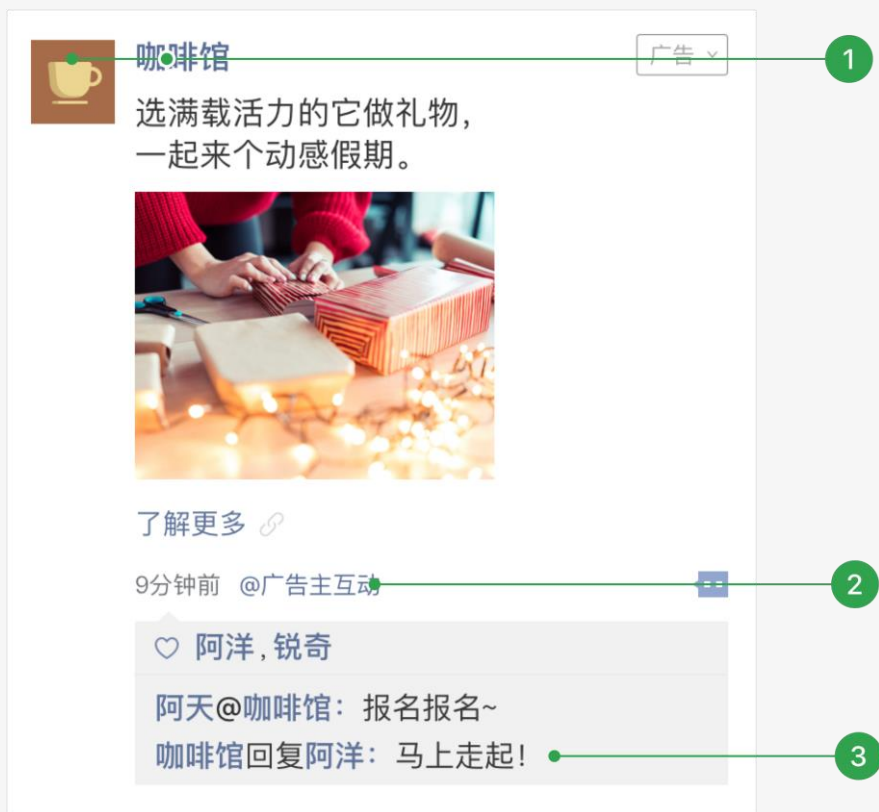 咖啡馆
广告
1
选满载活力的它做礼物，
一起来个动感假期。
了解更多
9分钟前 @广告主互动
2
阿洋,锐奇
阿天@咖啡馆：报名报名~
咖啡馆回复阿洋：马上走起！
3